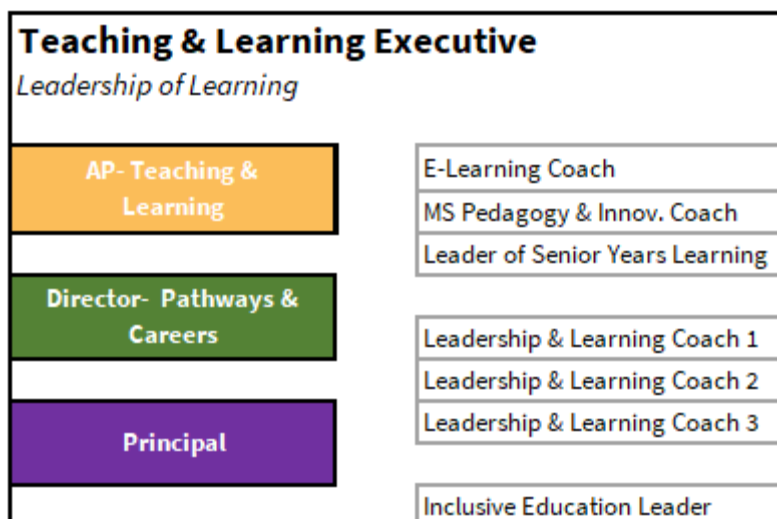 Teaching & Learning Executive
Leadership of Learning
AP- Teaching &
Learning
Director- Pathways &
Careers
Principal
E-Learning Coach
MS Pedagogy & Innov. Coach
Leader of Senior Years Learning
Leadership & Learning Coach 1
Leadership & Learning Coach 2
Leadership & Learning Coach 3
Inclusive Education Leader